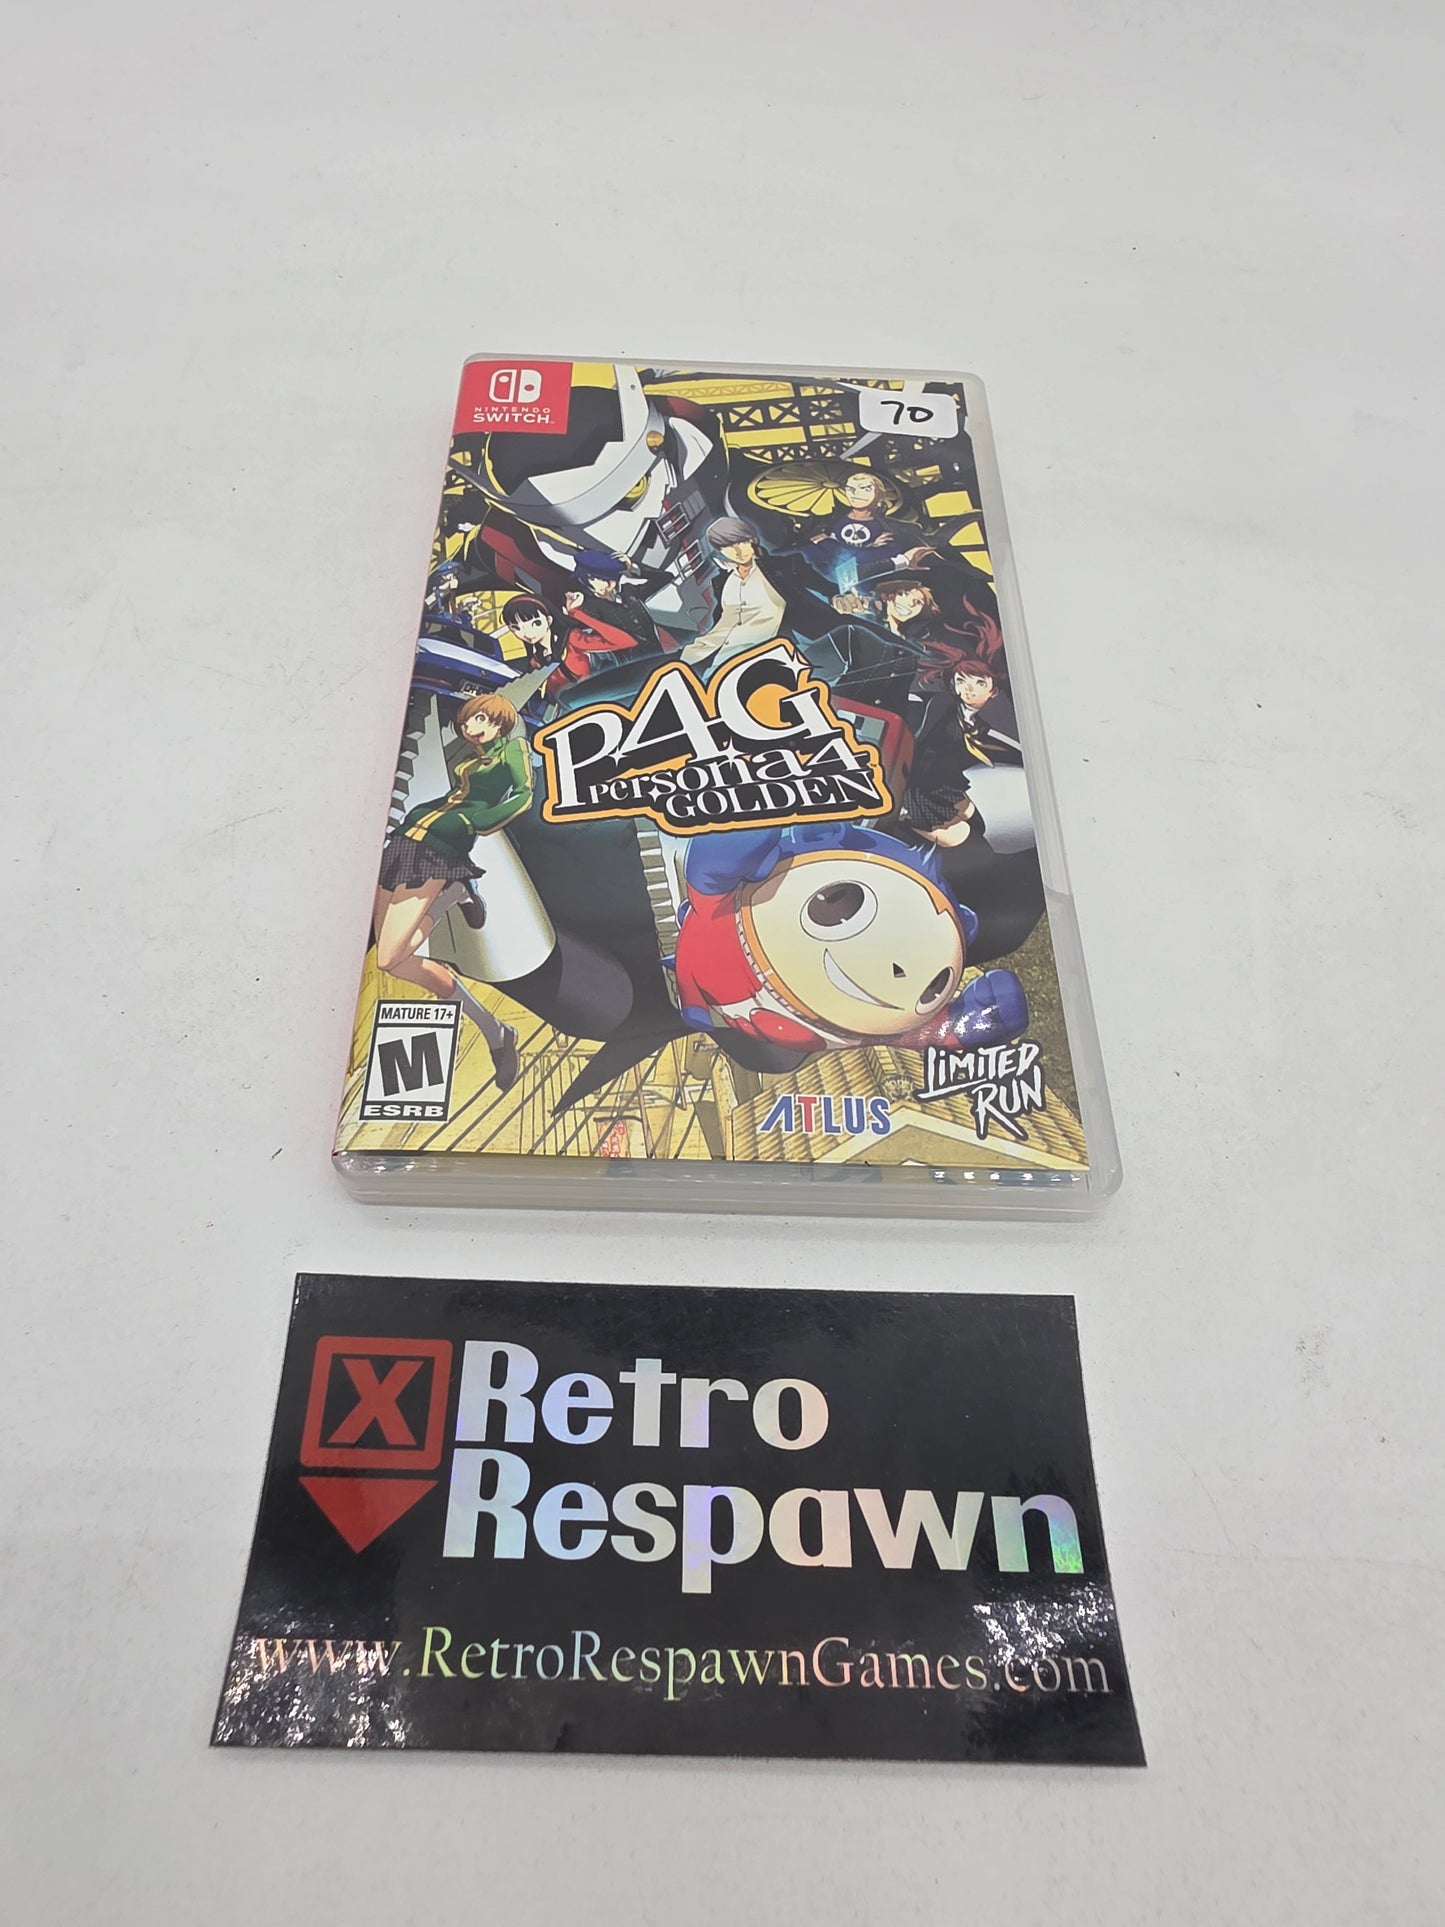 NINTENDO
SWITCH
70
P4G
Persona4
GOLDEN
MATURE 17+
M
ESRB
ATLUS
LIMITED
RUN
X
Retro
Respawn
www.RetroRespawnGames.com